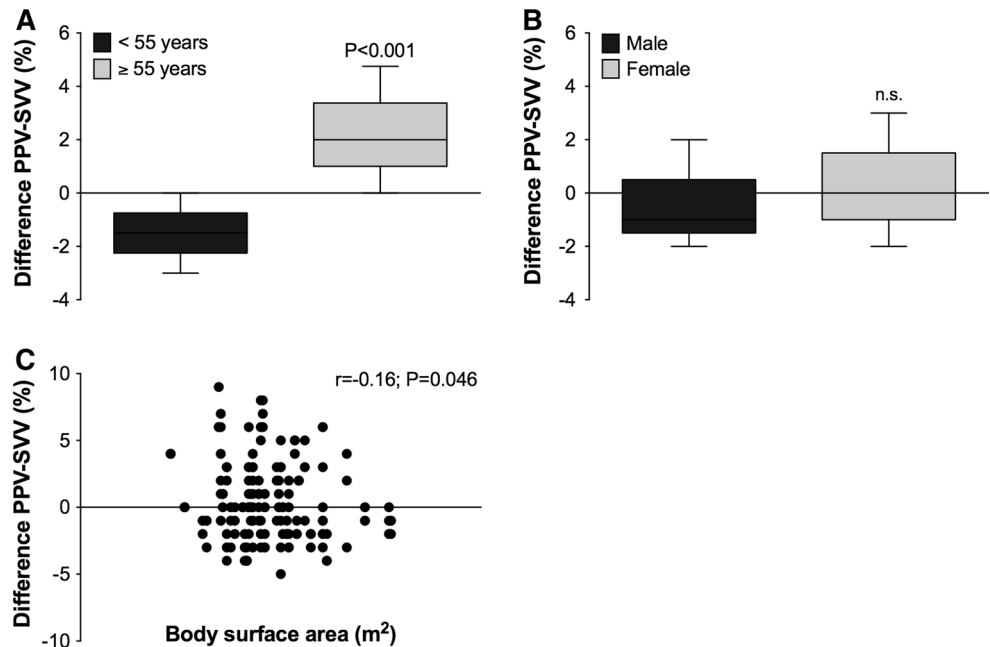 A
Difference PPV-SVV (%)
6
4
2
0
-2
-4
< 55 years
≥ 55 years
P<0.001
B
Difference PPV-SVV (%)
6
4
2
0
-2
-4
Male
Female
n.s.
C
Difference PPV-SVV (%)
10
5
0
-5
-10
r=-0.16; P=0.046
Body surface area (m²)